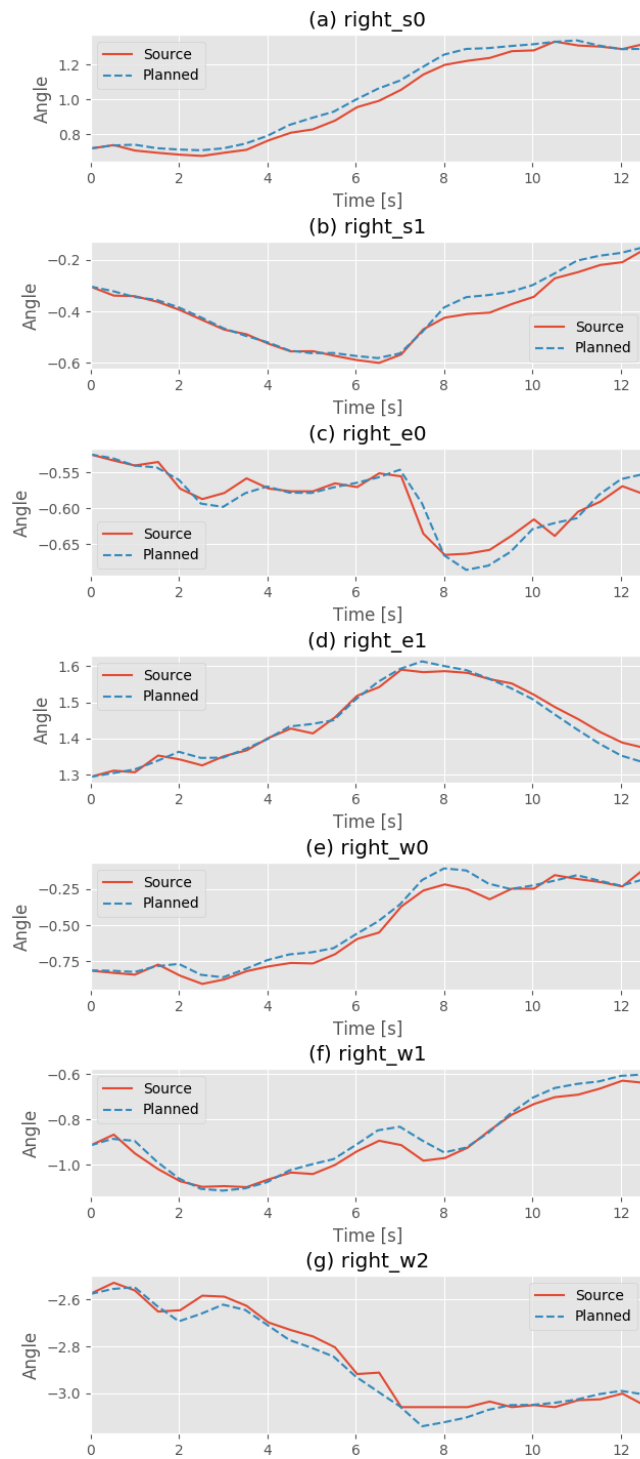 (a) right_s0
Angle
1.2
1.0
0.8
Source
Planned
0 2 4 6 8 10 12
Time [s]
(b) right_s1
Angle
−0.2
−0.4
−0.6
Source
Planned
0 2 4 6 8 10 12
Time [s]
(c) right_e0
Angle
−0.55
−0.60
−0.65
Source
Planned
0 2 4 6 8 10 12
Time [s]
(d) right_e1
Angle
1.6
1.5
1.4
1.3
Source
Planned
0 2 4 6 8 10 12
Time [s]
(e) right_w0
Angle
−0.25
−0.50
−0.75
Source
Planned
0 2 4 6 8 10 12
Time [s]
(f) right_w1
Angle
−0.6
−0.8
−1.0
Source
Planned
0 2 4 6 8 10 12
Time [s]
(g) right_w2
Angle
−2.6
−2.8
−3.0
Source
Planned
0 2 4 6 8 10 12